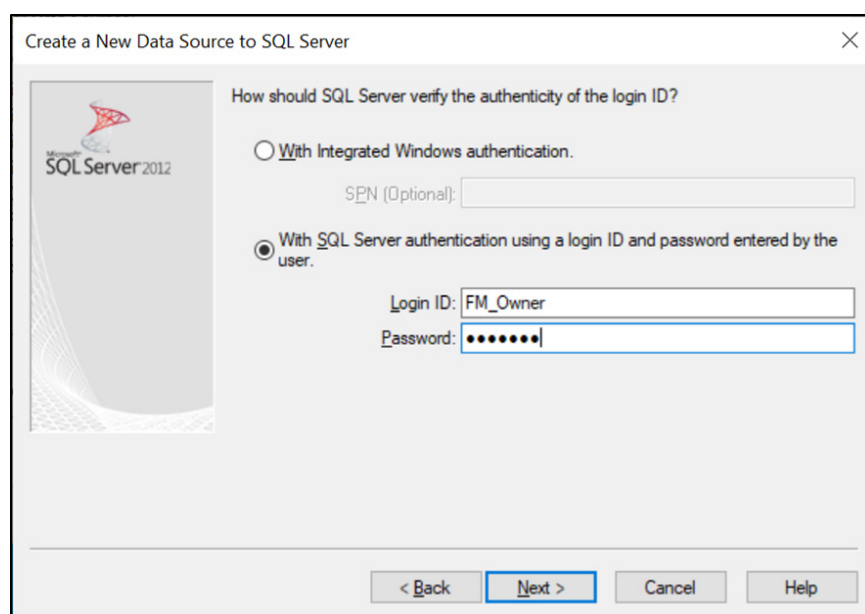 Create a New Data Source to SQL Server
How should SQL Server verify the authenticity of the login ID?
Microsoft
SQL Server 2012
With Integrated Windows authentication.
SPN (Optional):
With SQL Server authentication using a login ID and password entered by the
user.
Login ID: FM_Owner
Password: •••••••
< Back Next > Cancel Help